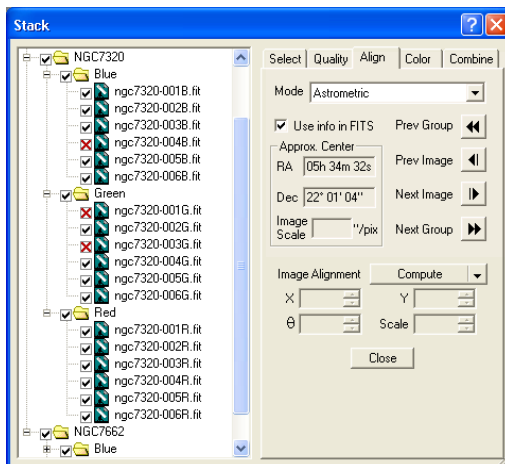 Stack
NGC7320
Blue
ngc7320-001B.fit
ngc7320-002B.fit
ngc7320-003B.fit
ngc7320-004B.fit
ngc7320-005B.fit
ngc7320-006B.fit
Green
ngc7320-001G.fit
ngc7320-002G.fit
ngc7320-003G.fit
ngc7320-004G.fit
ngc7320-005G.fit
ngc7320-006G.fit
Red
ngc7320-001R.fit
ngc7320-002R.fit
ngc7320-003R.fit
ngc7320-004R.fit
ngc7320-005R.fit
ngc7320-006R.fit
NGC7662
Blue
Select Quality Align Color Combine
Mode Astrometric
Use info in FITS Prev Group
Approx. Center
RA 05h 34m 32s Prev Image
Dec 22° 01' 04" Next Image
Image Scale "/pix Next Group
Image Alignment Compute
X Y
θ Scale
Close